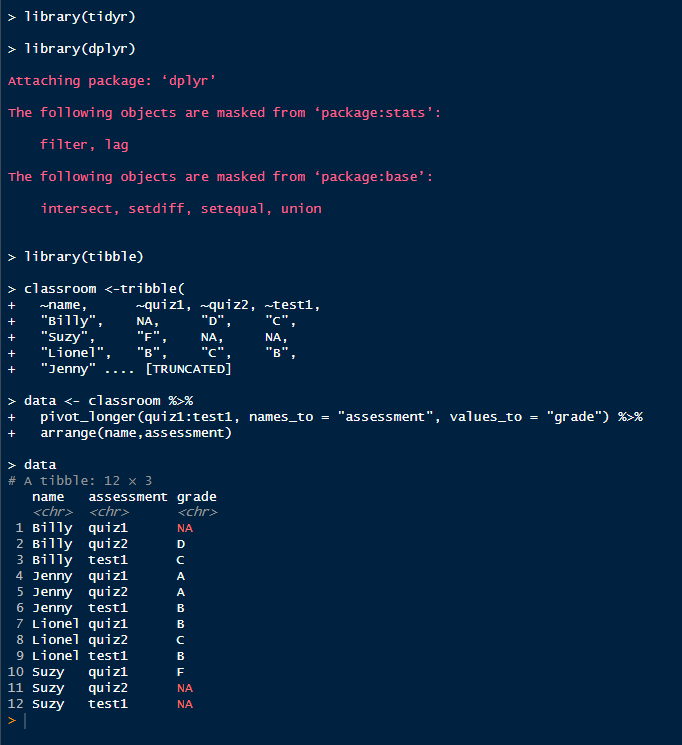 > library(tidyr)
> library(dplyr)
Attaching package: ‘dplyr’
The following objects are masked from ‘package:stats’:
    filter, lag
The following objects are masked from ‘package:base’:
    intersect, setdiff, setequal, union
> library(tibble)
> classroom <-tribble(
+   ~name,      ~quiz1, ~quiz2, ~test1,
+   "Billy",    NA,     "D",    "C",
+   "Suzy",     "F",    NA,     NA,
+   "Lionel",   "B",    "C",    "B",
+   "Jenny" .... [TRUNCATED]
> data <- classroom %>%
+   pivot_longer(quiz1:test1, names_to = "assessment", values_to = "grade") %>%
+   arrange(name,assessment)
> data
# A tibble: 12 × 3
   name   assessment grade
   <chr>  <chr>      <chr>
 1 Billy  quiz1      NA
 2 Billy  quiz2      D
 3 Billy  test1      C
 4 Jenny  quiz1      A
 5 Jenny  quiz2      A
 6 Jenny  test1      B
 7 Lionel quiz1      B
 8 Lionel quiz2      C
 9 Lionel test1      B
10 Suzy   quiz1      F
11 Suzy   quiz2      NA
12 Suzy   test1      NA
>